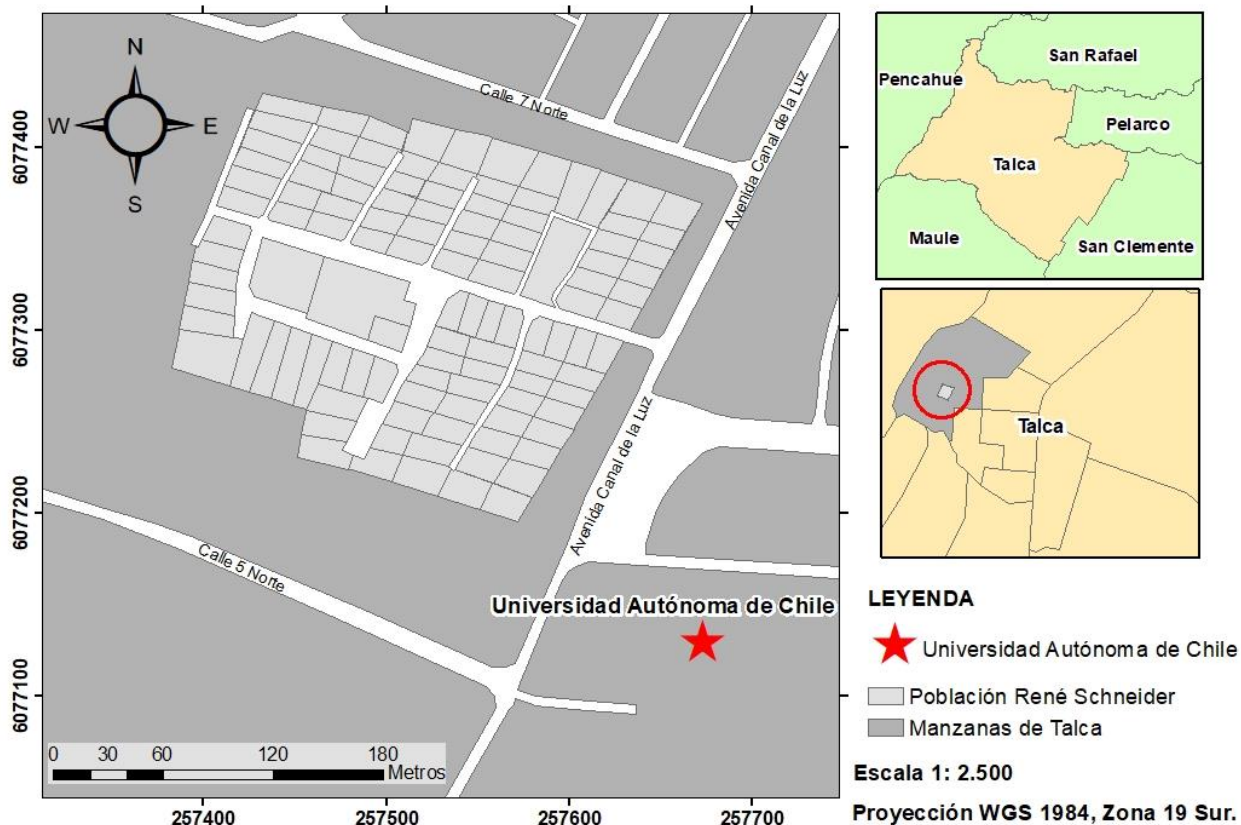 N
W
E
S
Calle 7 Norte
Avenida Canal de la Luz
Avenida Canal de la Luz
Calle 5 Norte
Universidad Autónoma de Chile
0 30 60 120 180
Metros
6077400
6077300
6077200
6077100
257400 257500 257600 257700
San Rafael
Pencahue
Pelarco
Talca
Maule
San Clemente
Talca
LEYENDA
Universidad Autónoma de Chile
Población René Schneider
Manzanas de Talca
Escala 1: 2.500
Proyección WGS 1984, Zona 19 Sur.